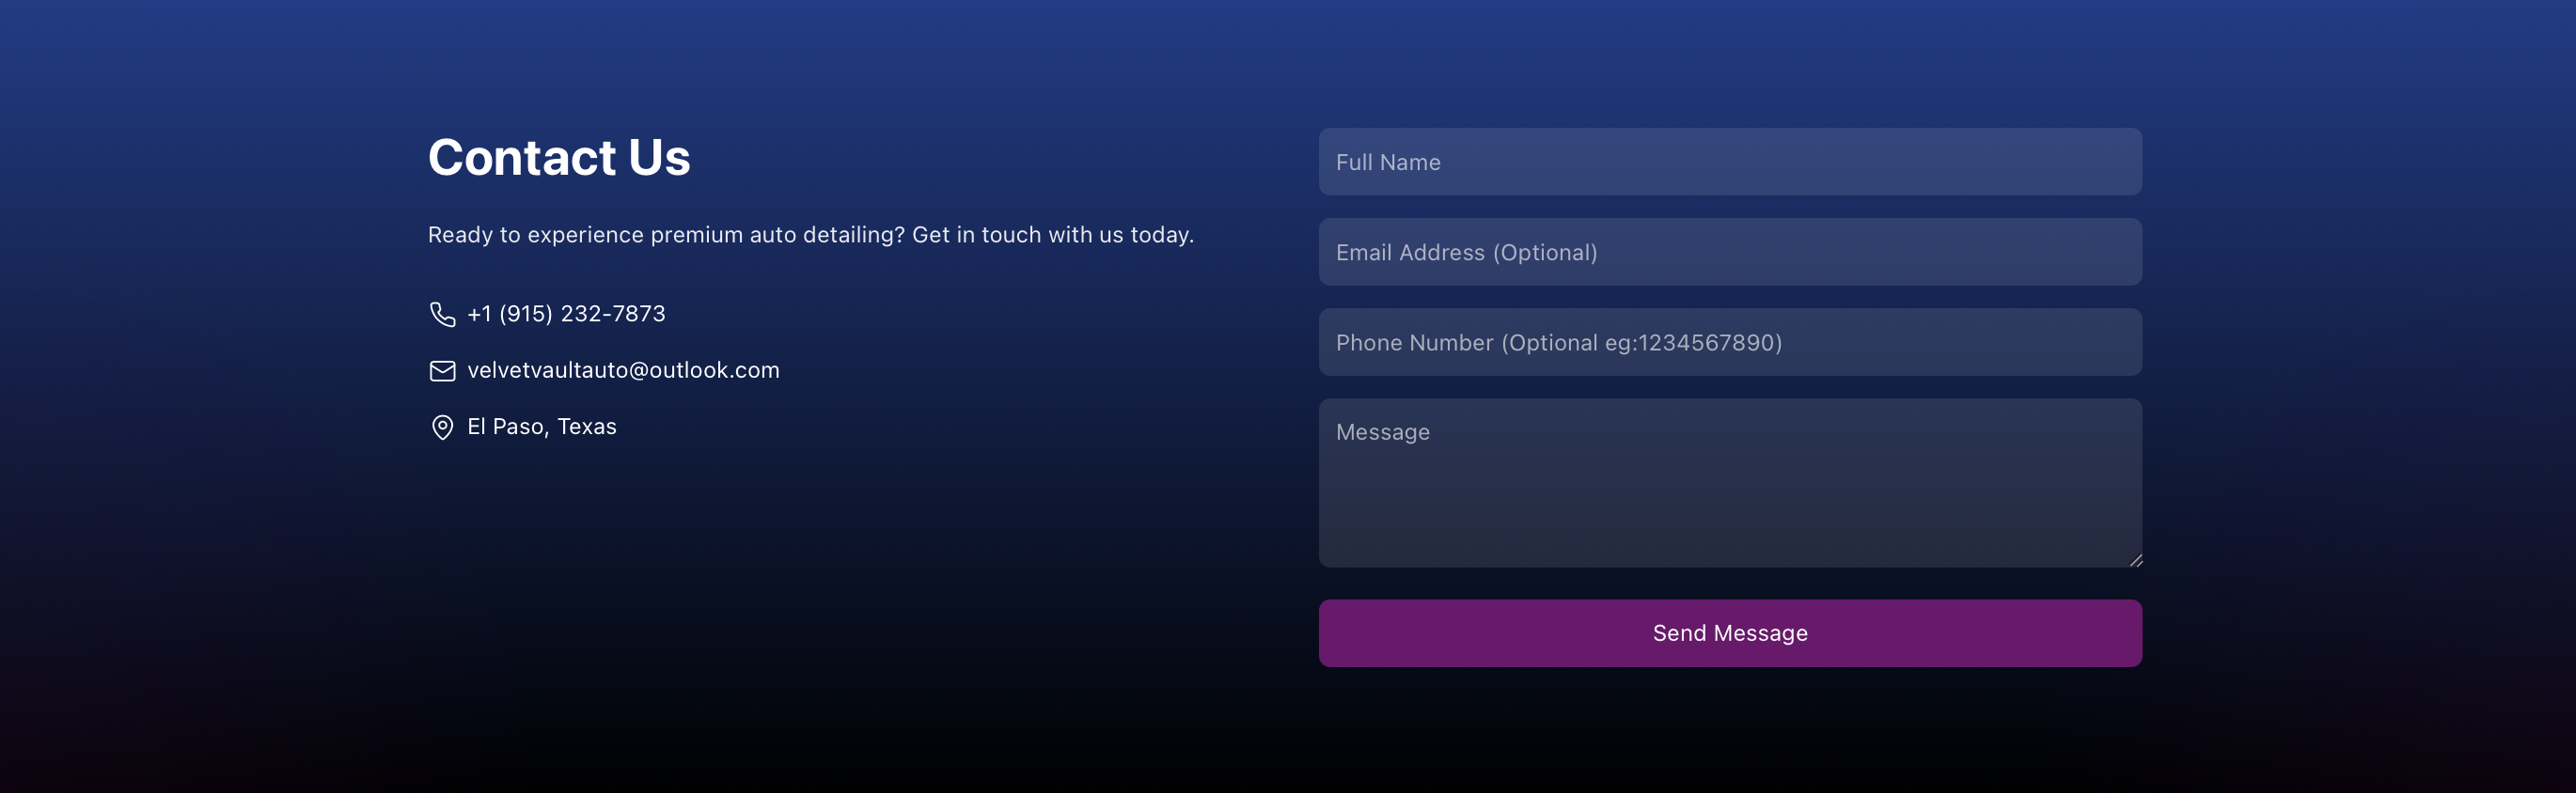 Contact Us
Ready to experience premium auto detailing? Get in touch with us today.
+1 (915) 232-7873
velvetvaultauto@outlook.com
El Paso, Texas
Full Name
Email Address (Optional)
Phone Number (Optional eg:1234567890)
Message
Send Message